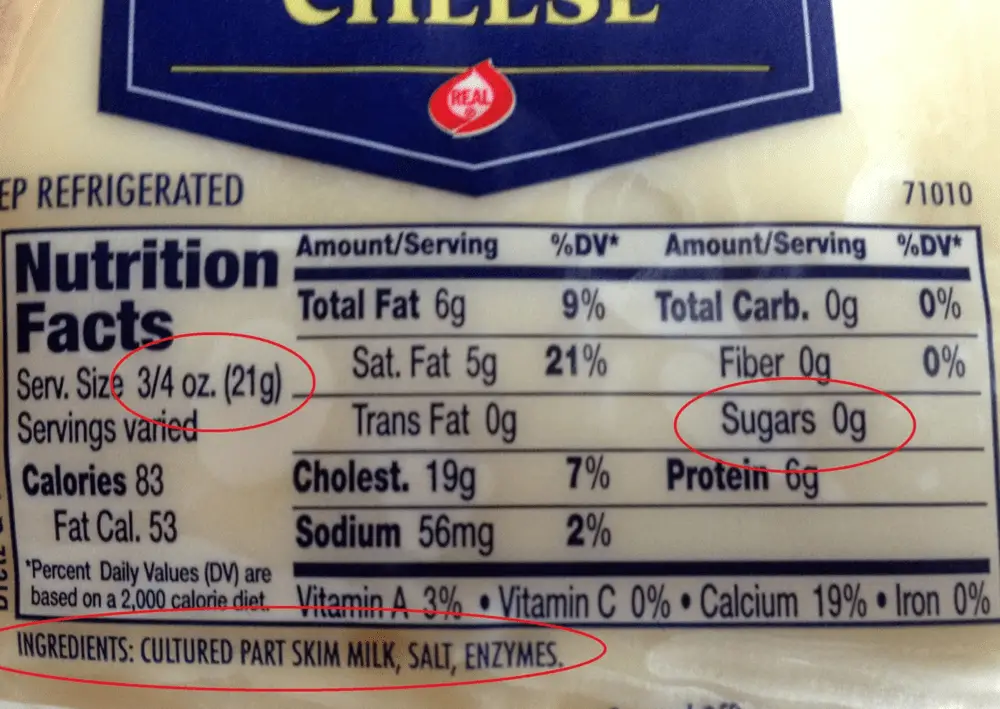 CHEESE
REAL
EP REFRIGERATED
71010
Nutrition
Facts
Serv. Size 3/4 oz. (21g)
Servings varied
Calories 83
Fat Cal. 53
*Percent Daily Values (DV) are
based on a 2,000 calorie diet.
Amount/Serving %DV* Amount/Serving %DV*
Total Fat 6g 9% Total Carb. 0g 0%
Sat. Fat 5g 21% Fiber 0g 0%
Trans Fat 0g Sugars 0g
Cholest. 19g 7% Protein 6g
Sodium 56mg 2%
Vitamin A 3% • Vitamin C 0% • Calcium 19% • Iron 0%
INGREDIENTS: CULTURED PART SKIM MILK, SALT, ENZYMES.